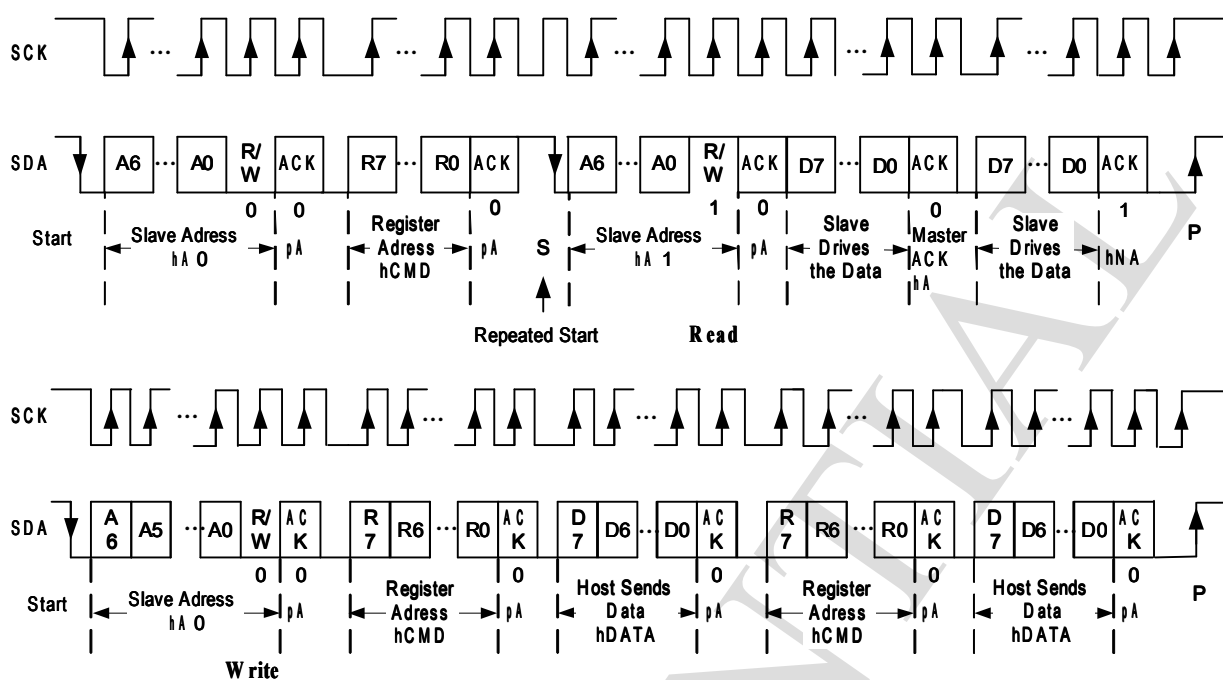 SCK
SDA A6 ... A0 R/W ACK R7 ... R0 ACK A6 ... A0 R/W ACK D7 ... D0 ACK D7 ... D0 ACK
0 0 0 1 0 0 1
Start Slave Adress hA 0 pA Register Adress hCMD pA S Slave Adress hA 1 pA Slave Drives the Data Master ACK hA Slave Drives the Data hNA P
Repeated Start Read
SCK
SDA A6 A5 ... A0 R/W ACK R7 R6 ... R0 ACK D7 D6 ... D0 ACK R7 R6 ... R0 ACK D7 D6 ... D0 ACK
0 0 0 0 0 0
Start Slave Adress hA 0 pA Register Adress hCMD pA Host Sends Data hDATA pA Register Adress hCMD pA Host Sends Data hDATA pA P
Write
NTIAL